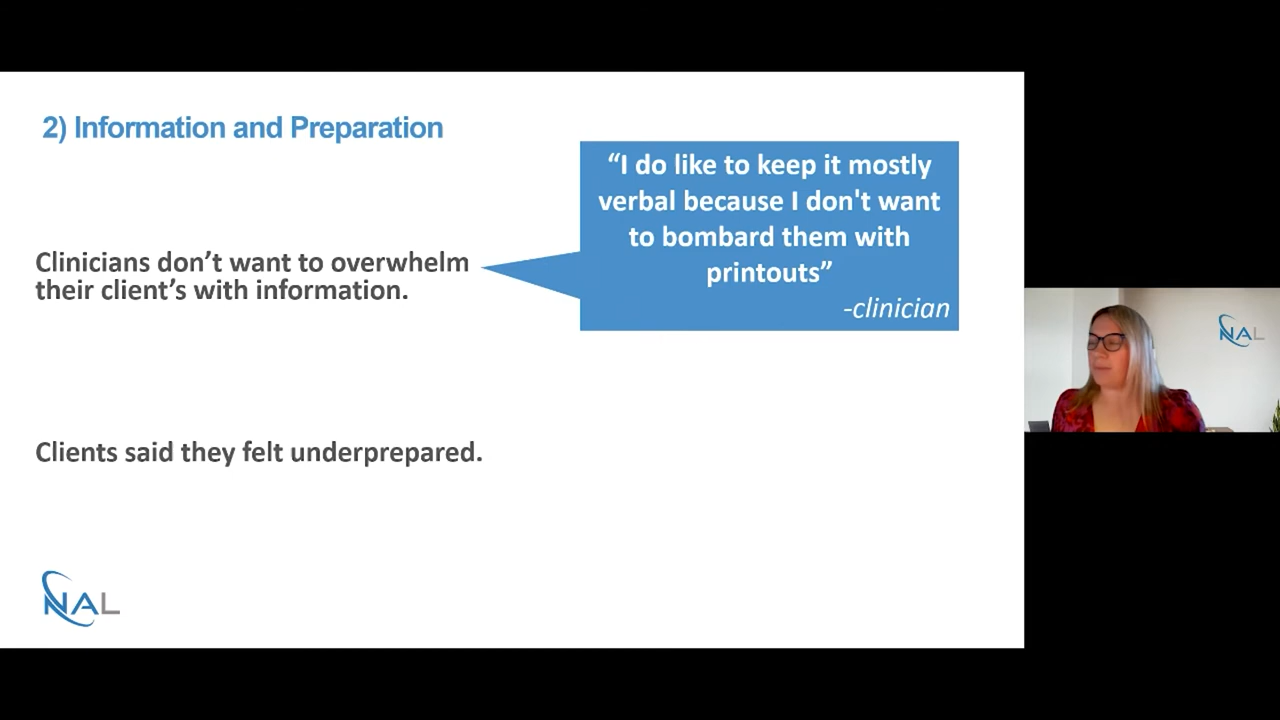 2) Information and Preparation
“I do like to keep it mostly
verbal because I don't want
to bombard them with
printouts”
-clinician
Clinicians don’t want to overwhelm
their client’s with information.
Clients said they felt underprepared.
NAL
NAL